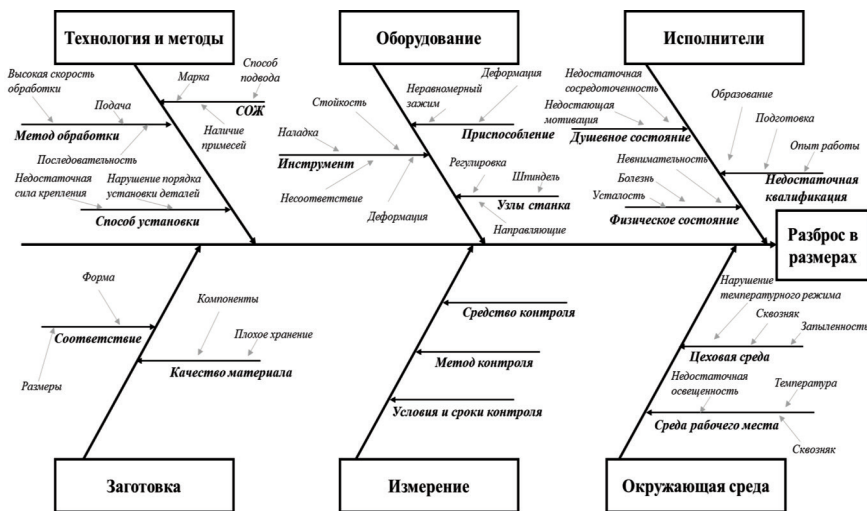 Технология и методы
Оборудование
Исполнители
Высокая скорость
обработки
Марка
Способ
подвода
Подача
СОЖ
Метод обработки
Наличие
примесей
Последовательность
Недостаточная
сила крепления
Нарушение порядка
установки деталей
Способ установки
Деформация
Неравномерный
зажим
Стойкость
Приспособление
Наладка
Инструмент
Регулировка
Шпиндель
Несоответствие
Узлы станка
Деформация
Направляющие
Недостаточная
сосредоточенность
Недостающая
мотивация
Душевное состояние
Образование
Подготовка
Опыт работы
Невнимательность
Болезнь
Недостаточная
квалификация
Усталость
Физическое состояние
Разброс в
размерах
Форма
Соответствие
Размеры
Компоненты
Плохое хранение
Качество материала
Средство контроля
Метод контроля
Условия и сроки контроля
Нарушение
температурного режима
Сквозняк
Запыленность
Цеховая среда
Недостаточная
освещенность
Температура
Среда рабочего места
Сквозняк
Заготовка
Измерение
Окружающая среда